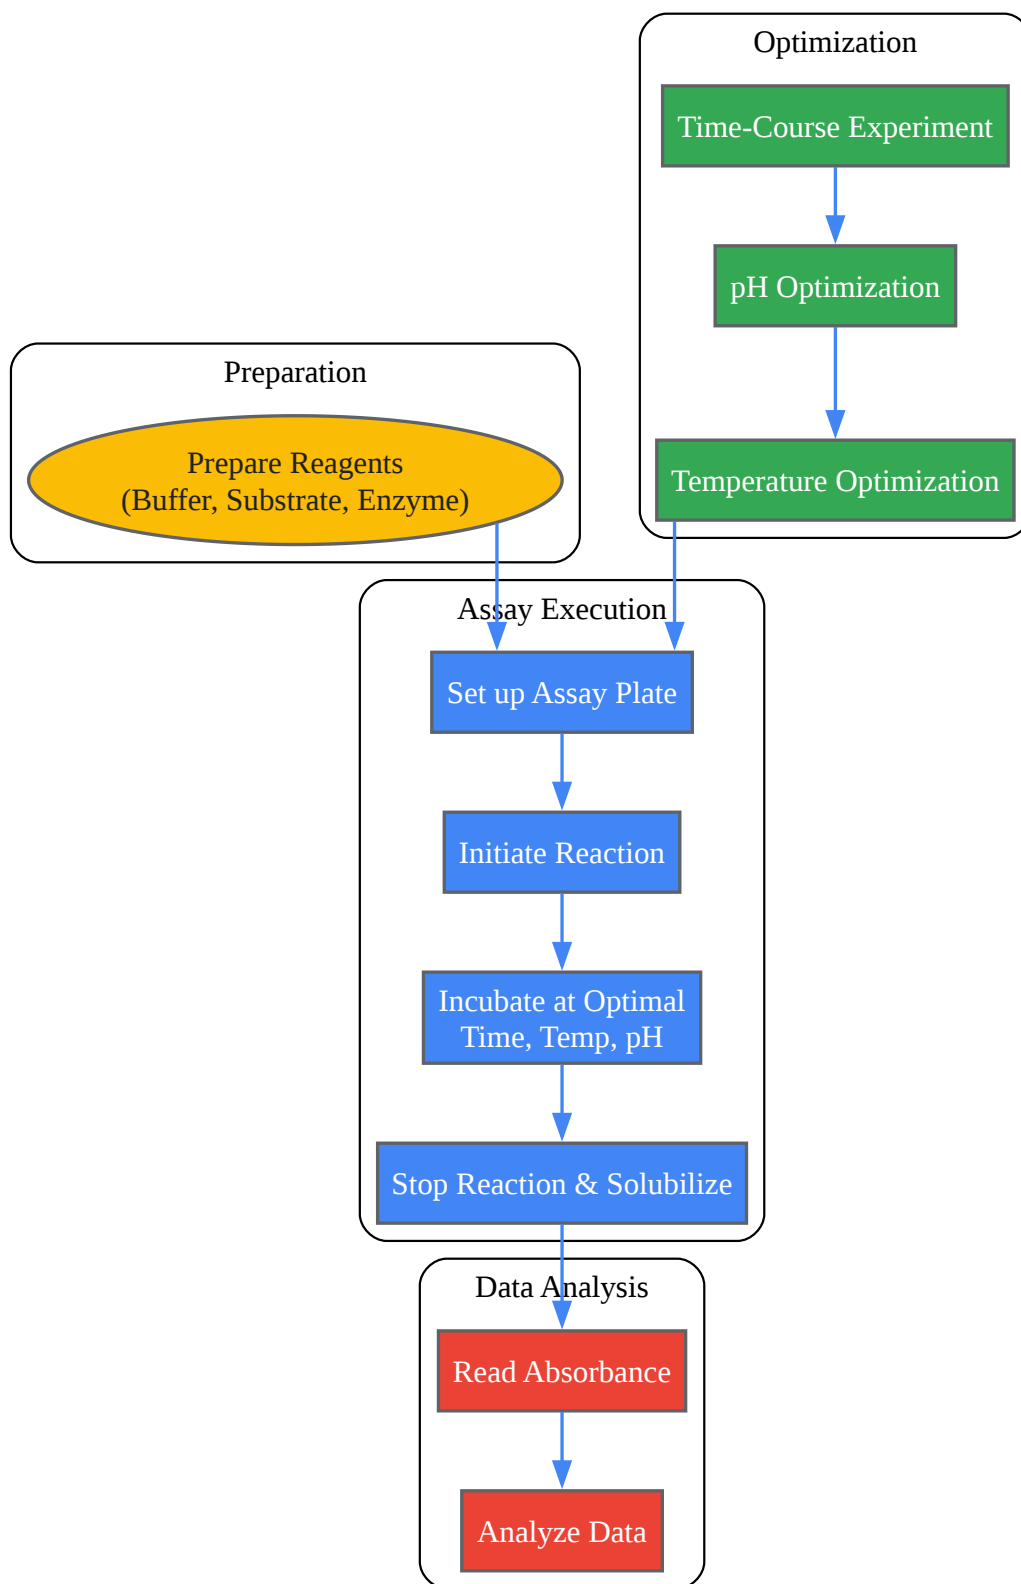 Optimization
Time-Course Experiment
pH Optimization
Temperature Optimization
Preparation
Prepare Reagents
(Buffer, Substrate, Enzyme)
Assay Execution
Set up Assay Plate
Initiate Reaction
Incubate at Optimal
Time, Temp, pH
Stop Reaction & Solubilize
Data Analysis
Read Absorbance
Analyze Data